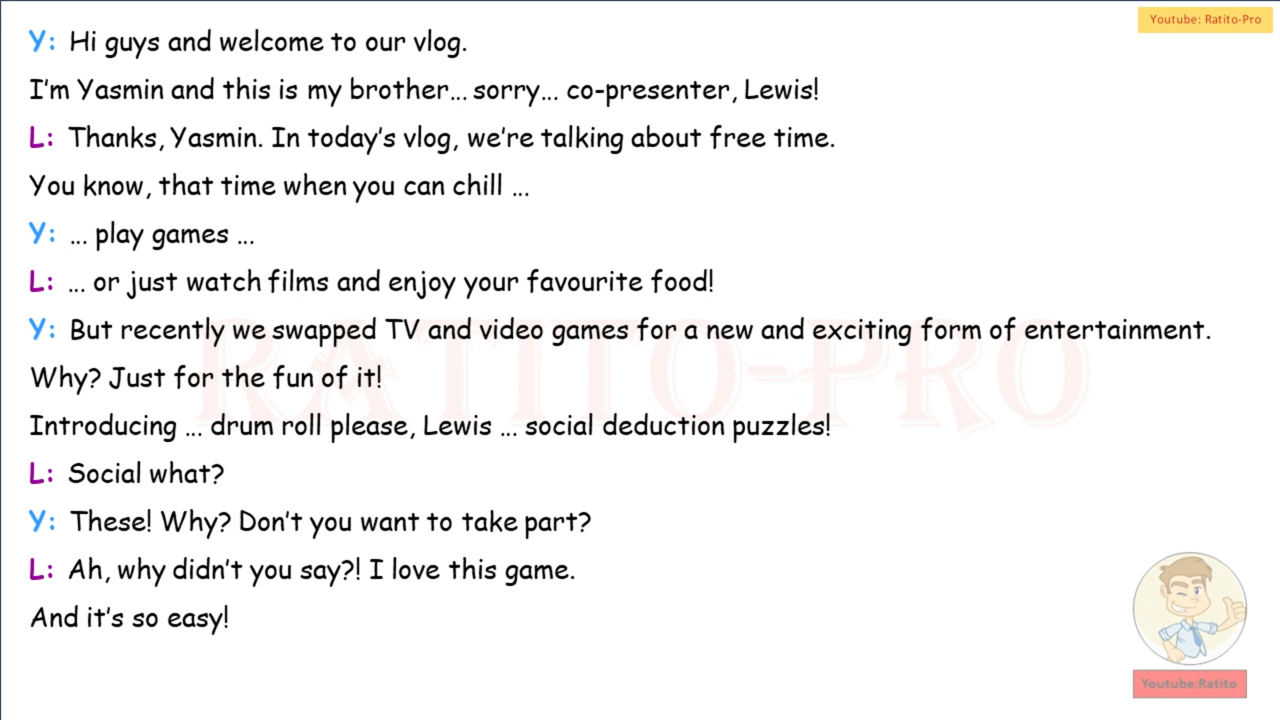 Youtube: Ratito-Pro
Y: Hi guys and welcome to our vlog.
I'm Yasmin and this is my brother... sorry... co-presenter, Lewis!
L: Thanks, Yasmin. In today's vlog, we're talking about free time.
You know, that time when you can chill ...
Y: ... play games ...
L: ... or just watch films and enjoy your favourite food!
Y: But recently we swapped TV and video games for a new and exciting form of entertainment.
RATITO-PRO
Why? Just for the fun of it!
Introducing ... drum roll please, Lewis ... social deduction puzzles!
L: Social what?
Y: These! Why? Don't you want to take part?
L: Ah, why didn't you say?! I love this game.
And it's so easy!
Youtube:Ratito